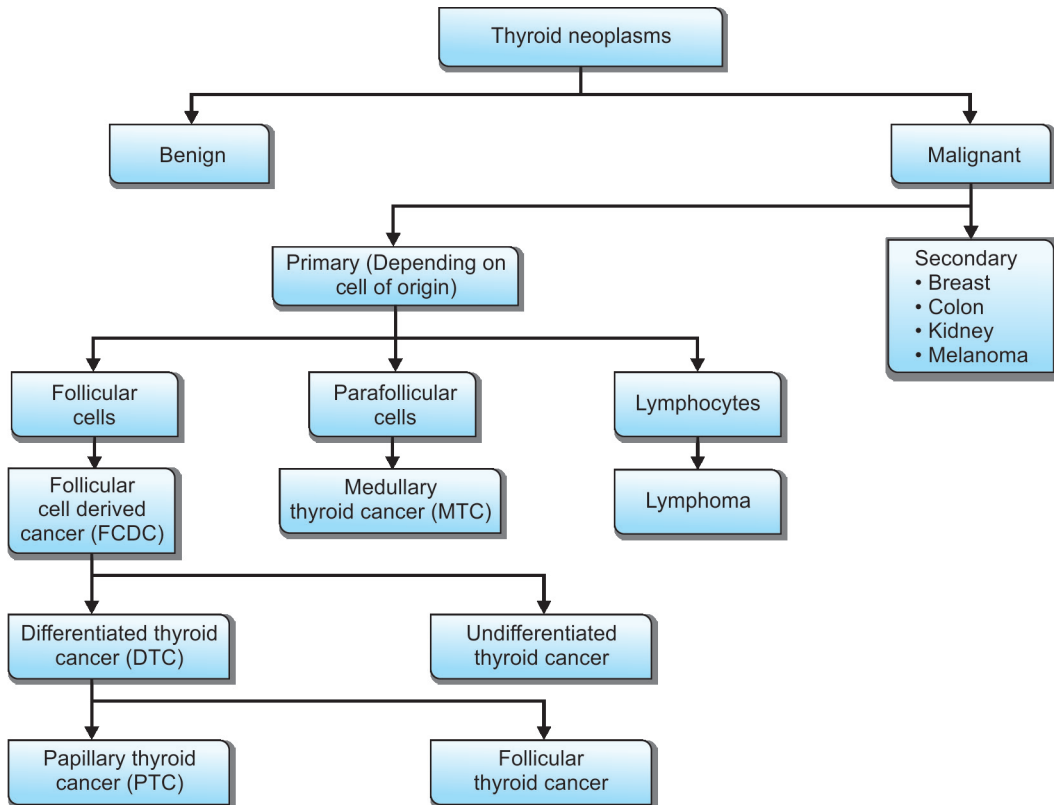 Thyroid neoplasms
Benign
Malignant
Primary (Depending on
cell of origin)
Secondary
• Breast
• Colon
• Kidney
• Melanoma
Follicular
cells
Parafollicular
cells
Lymphocytes
Follicular
cell derived
cancer (FCDC)
Medullary
thyroid cancer (MTC)
Lymphoma
Differentiated thyroid
cancer (DTC)
Undifferentiated
thyroid cancer
Papillary thyroid
cancer (PTC)
Follicular
thyroid cancer